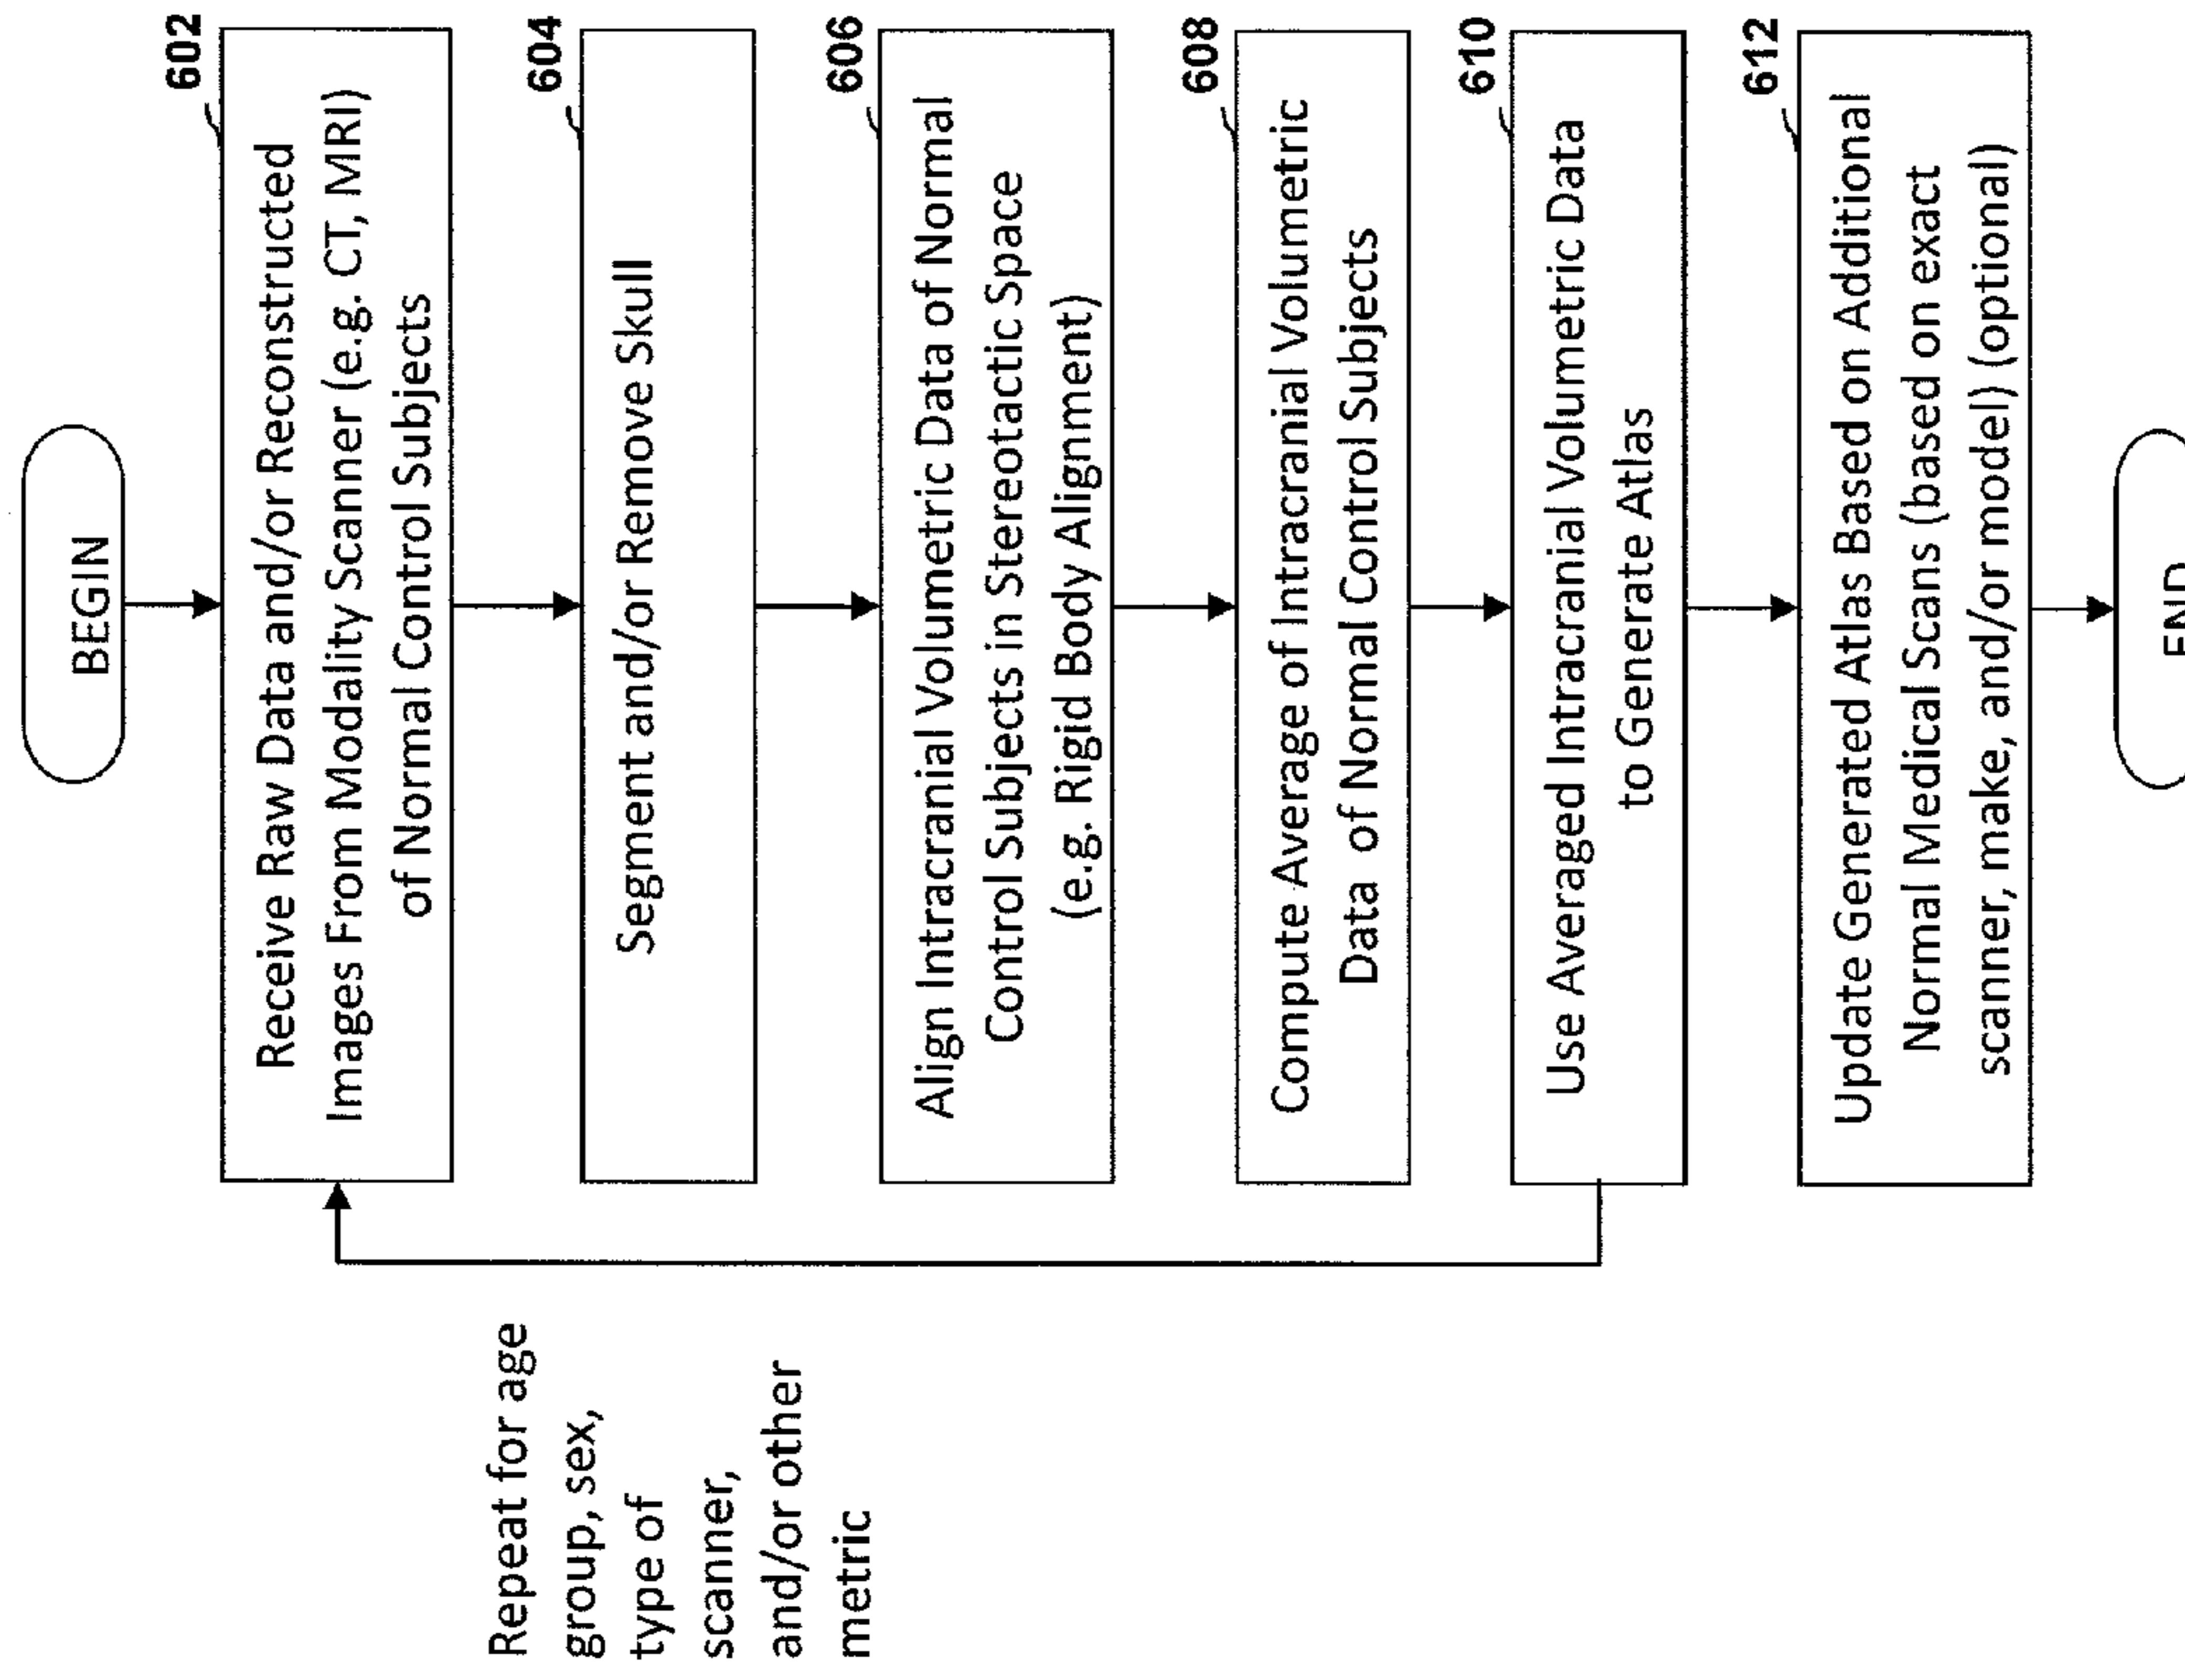 BEGIN
602
Receive Raw Data and/or Reconstructed
Images From Modality Scanner (e.g. CT, MRI)
of Normal Control Subjects
604
Segment and/or Remove Skull
606
Align Intracranial Volumetric Data of Normal
Control Subjects in Stereotactic Space
(e.g. Rigid Body Alignment)
608
Compute Average of Intracranial Volumetric
Data of Normal Control Subjects
610
Use Averaged Intracranial Volumetric Data
to Generate Atlas
612
Update Generated Atlas Based on Additional
Normal Medical Scans (based on exact
scanner, make, and/or model) (optional)
END
Repeat for age
group, sex,
type of
scanner,
and/or other
metric